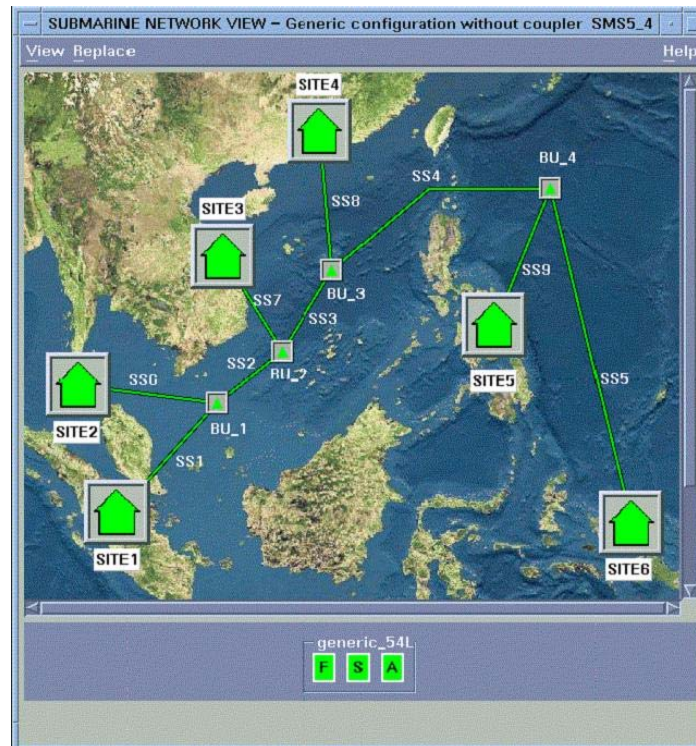 SUBMARINE NETWORK VIEW – Generic configuration without coupler SMS5_4
View Replace Help
SITE4
BU_4
SS4
SS8
SITE3
SS9
BU_3
SS7
SS3
SS2
BU_2
SITE5
SS5
SS6
BU_1
SITE2
SS1
SITE1
SITE6
generic_54L
F S A